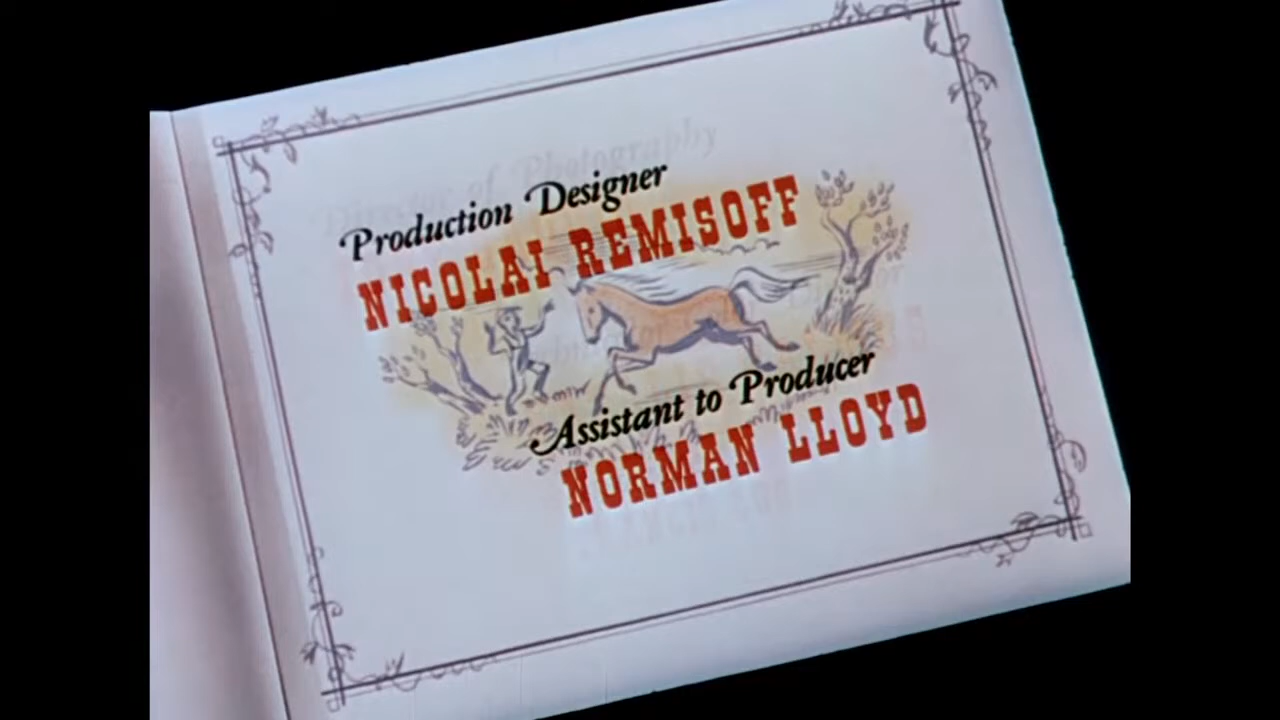 Production Designer
NICOLAI REMISOFF
Assistant to Producer
NORMAN LLOYD